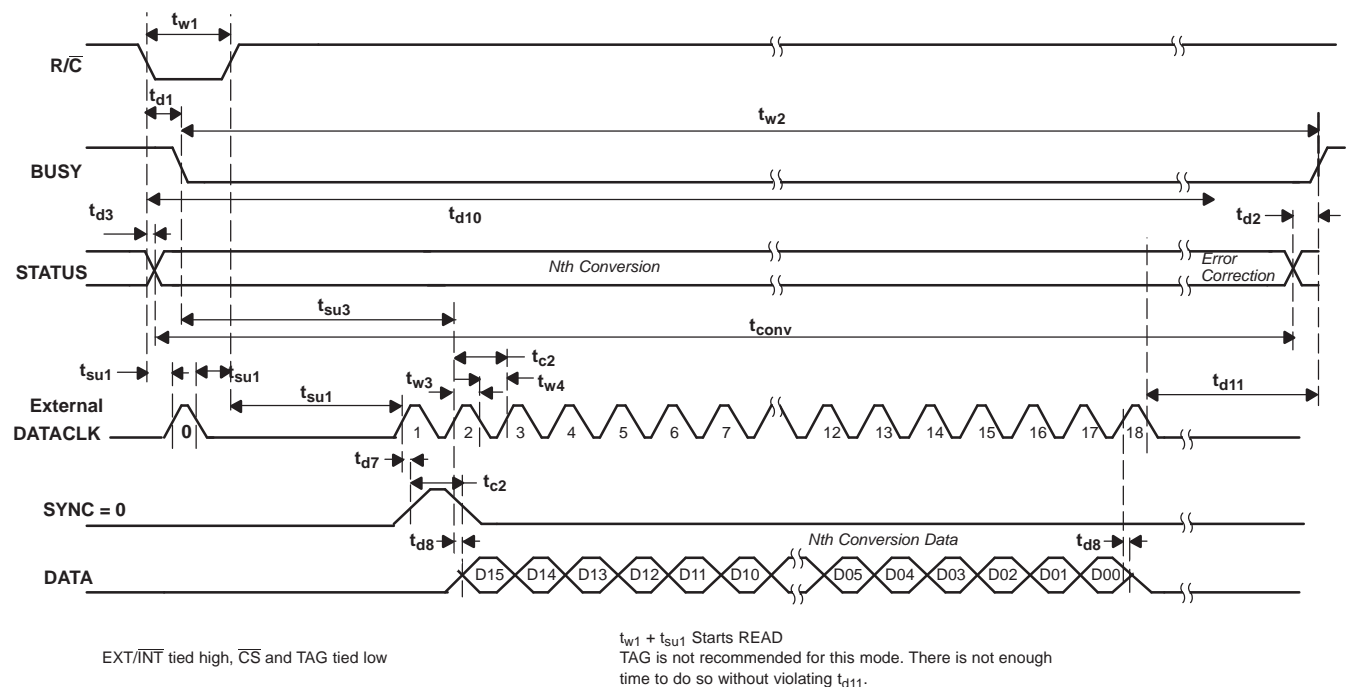 tw1
R/C̅
td1
tw2
BUSY
td3
td10
td2
STATUS
Nth Conversion
Error
Correction
tsu3
tconv
tc2
tsu1
tsu1
tw3
tw4
tsu1
td11
External
DATACLK
0 1 2 3 4 5 6 7 12 13 14 15 16 17 18
td7
tc2
SYNC = 0
td8
Nth Conversion Data
td8
DATA
D15 D14 D13 D12 D11 D10 D05 D04 D03 D02 D01 D00
EXT/I̅N̅T̅ tied high, C̅S̅ and TAG tied low
tw1 + tsu1 Starts READ
TAG is not recommended for this mode. There is not enough
time to do so without violating td11.